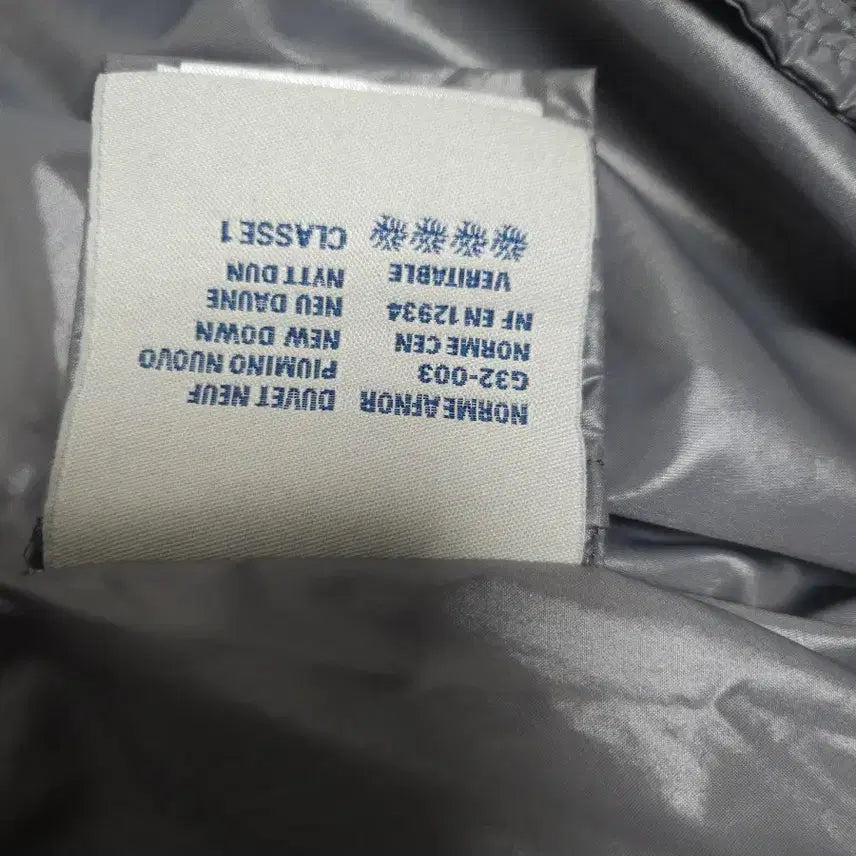 NORMEAFNOR DUVET NEUF
G32-003 PIUMINO NUOVO
NORME CEN NEW DOWN
NF EN 12934 NEU DAUNE
VERITABLE NYTT DUN
CLASSE 1